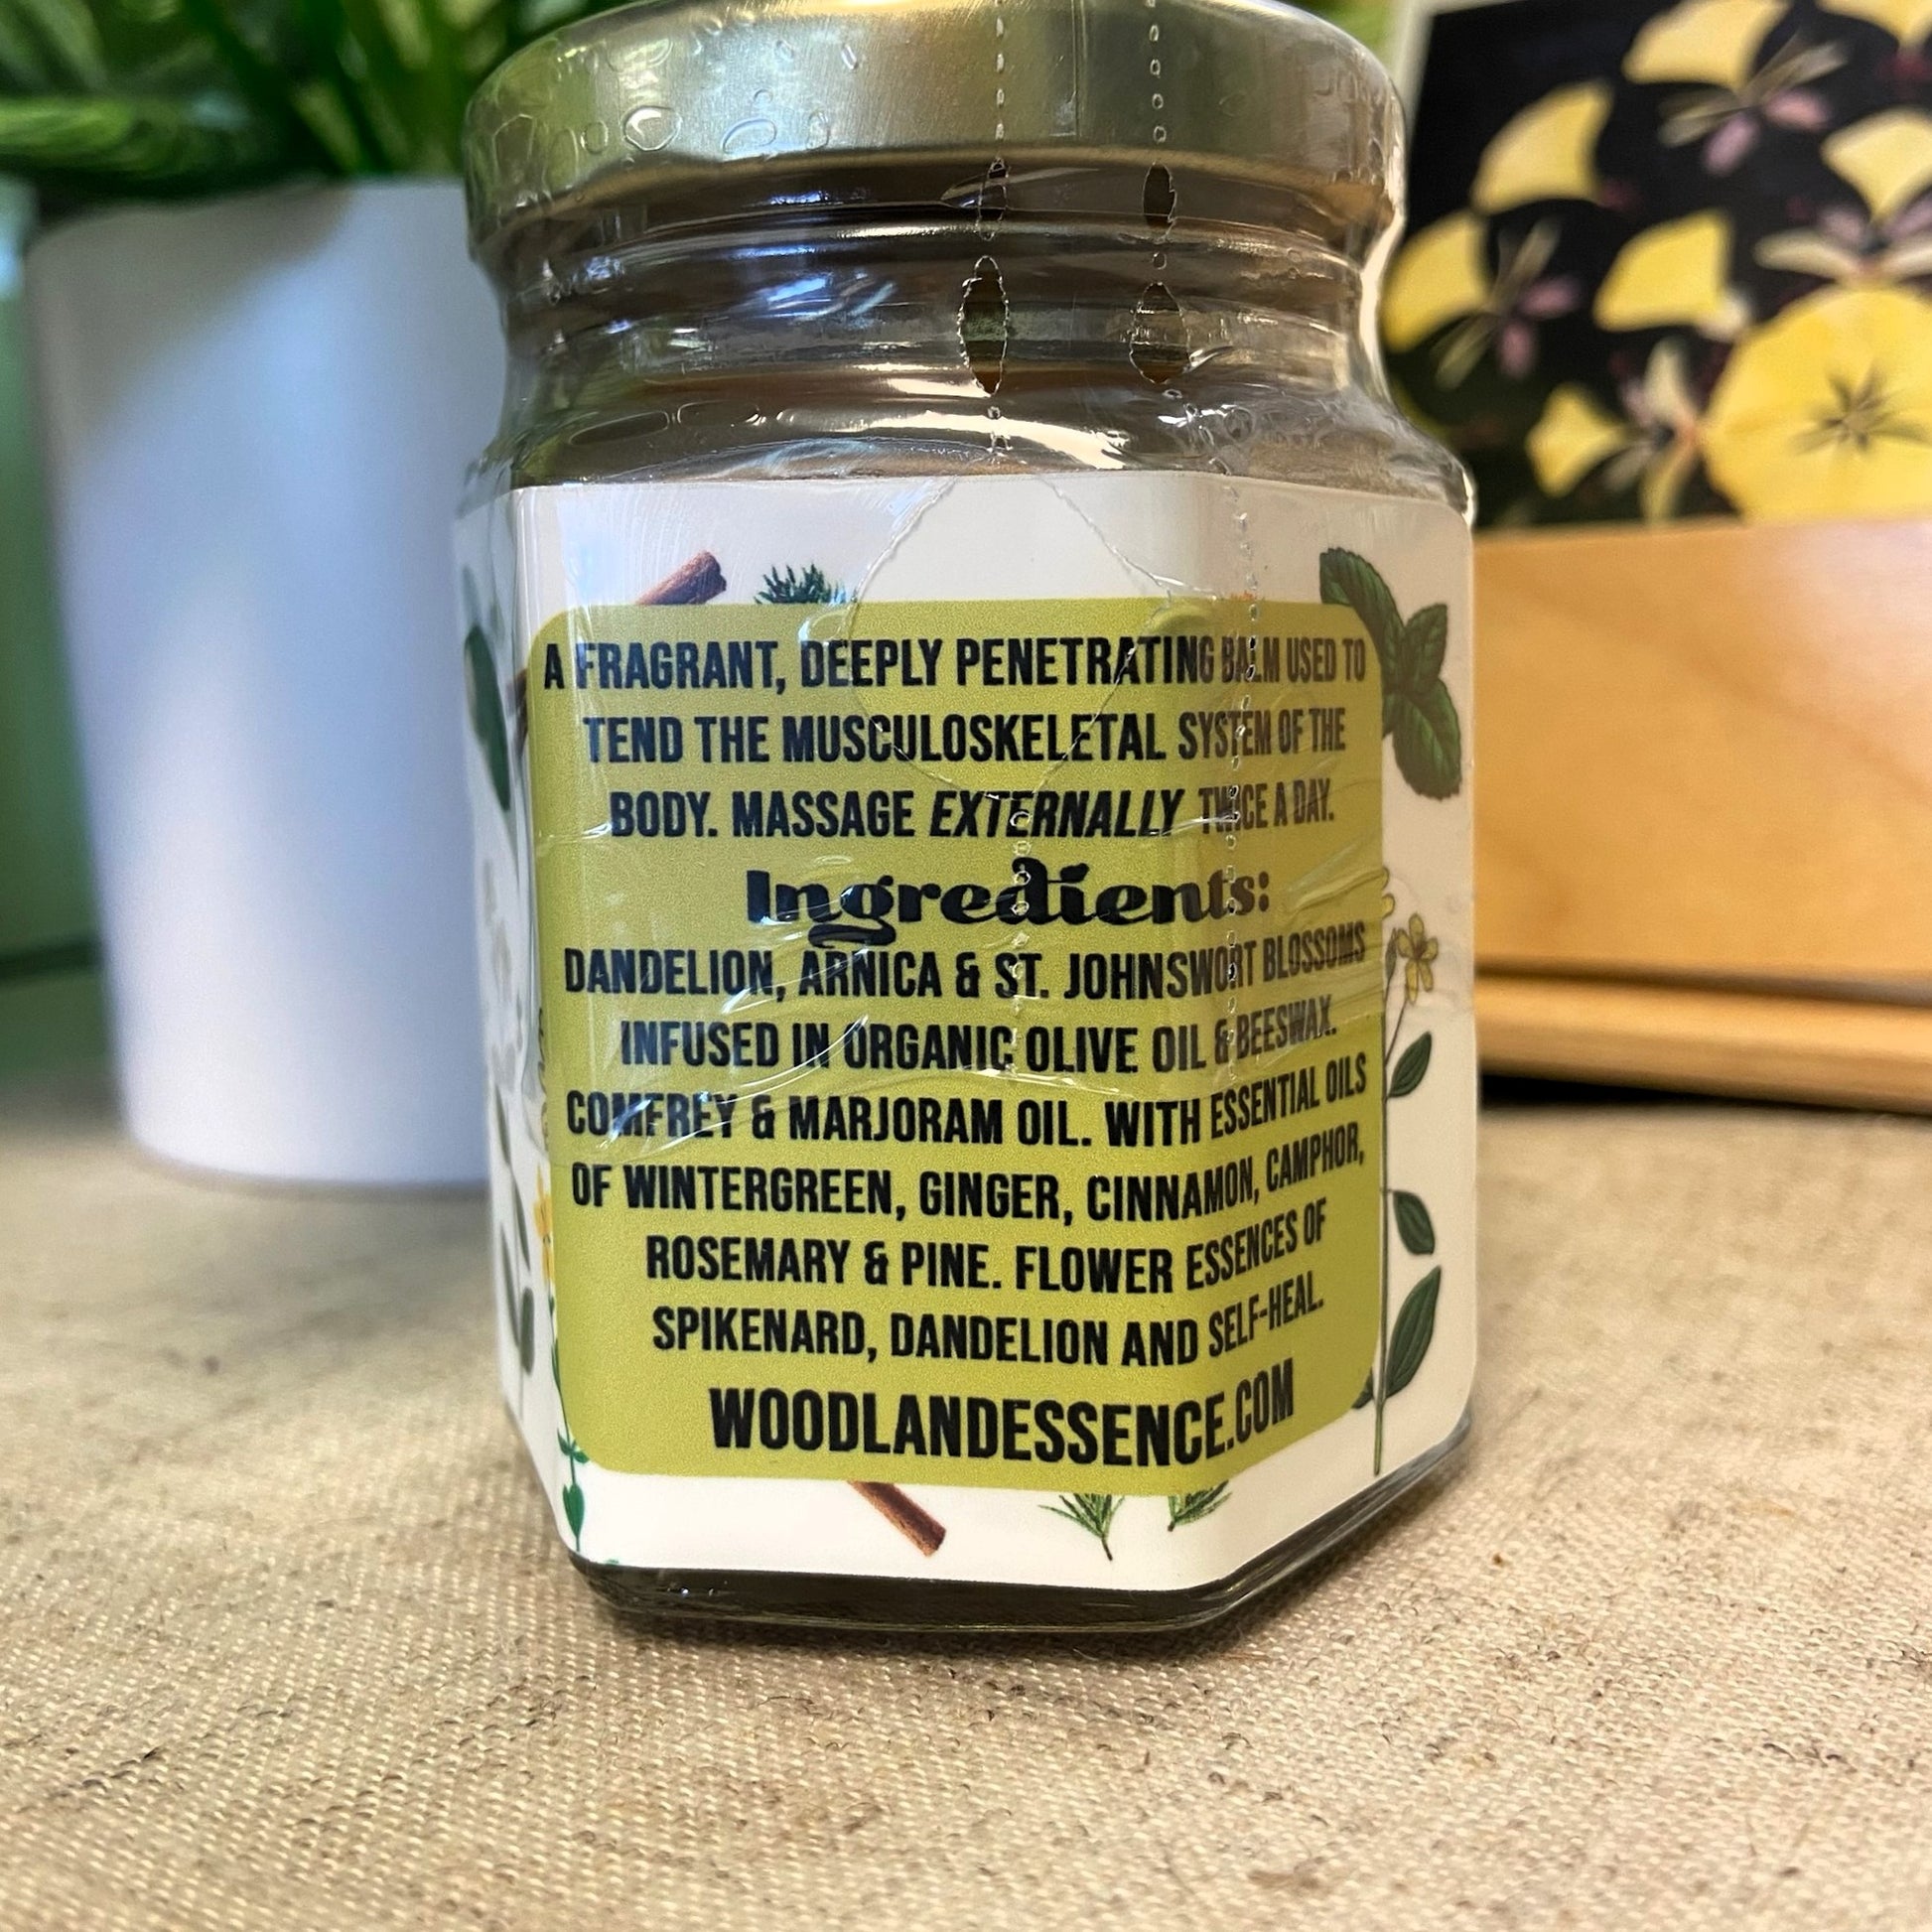 A FRAGRANT, DEEPLY PENETRATING BALM USED TO
TEND THE MUSCULOSKELETAL SYSTEM OF THE
BODY. MASSAGE EXTERNALLY TWICE A DAY.
Ingredients:
DANDELION, ARNICA & ST. JOHNSWORT BLOSSOMS
INFUSED IN ORGANIC OLIVE OIL & BEESWAX.
COMFREY & MARJORAM OIL. WITH ESSENTIAL OILS
OF WINTERGREEN, GINGER, CINNAMON, CAMPHOR,
ROSEMARY & PINE. FLOWER ESSENCES OF
SPIKENARD, DANDELION AND SELF-HEAL.
WOODLANDESSENCE.COM